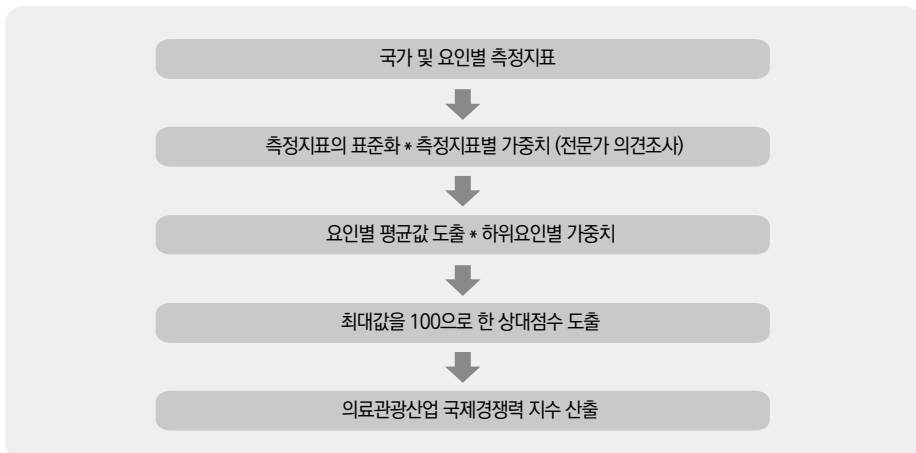 국가 및 요인별 측정지표
측정지표의 표준화 * 측정지표별 가중치 (전문가 의견조사)
요인별 평균값 도출 * 하위요인별 가중치
최대값을 100으로 한 상대점수 도출
의료관광산업 국제경쟁력 지수 산출